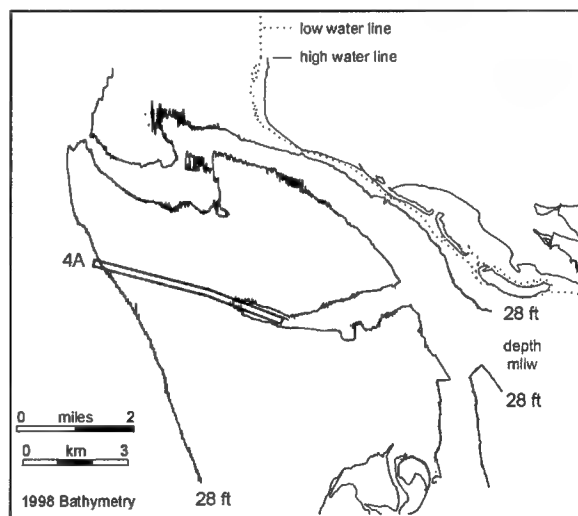 low water line
high water line
4A
28 ft
depth
mllw
28 ft
0 miles 2
0 km 3
28 ft
1998 Bathymetry